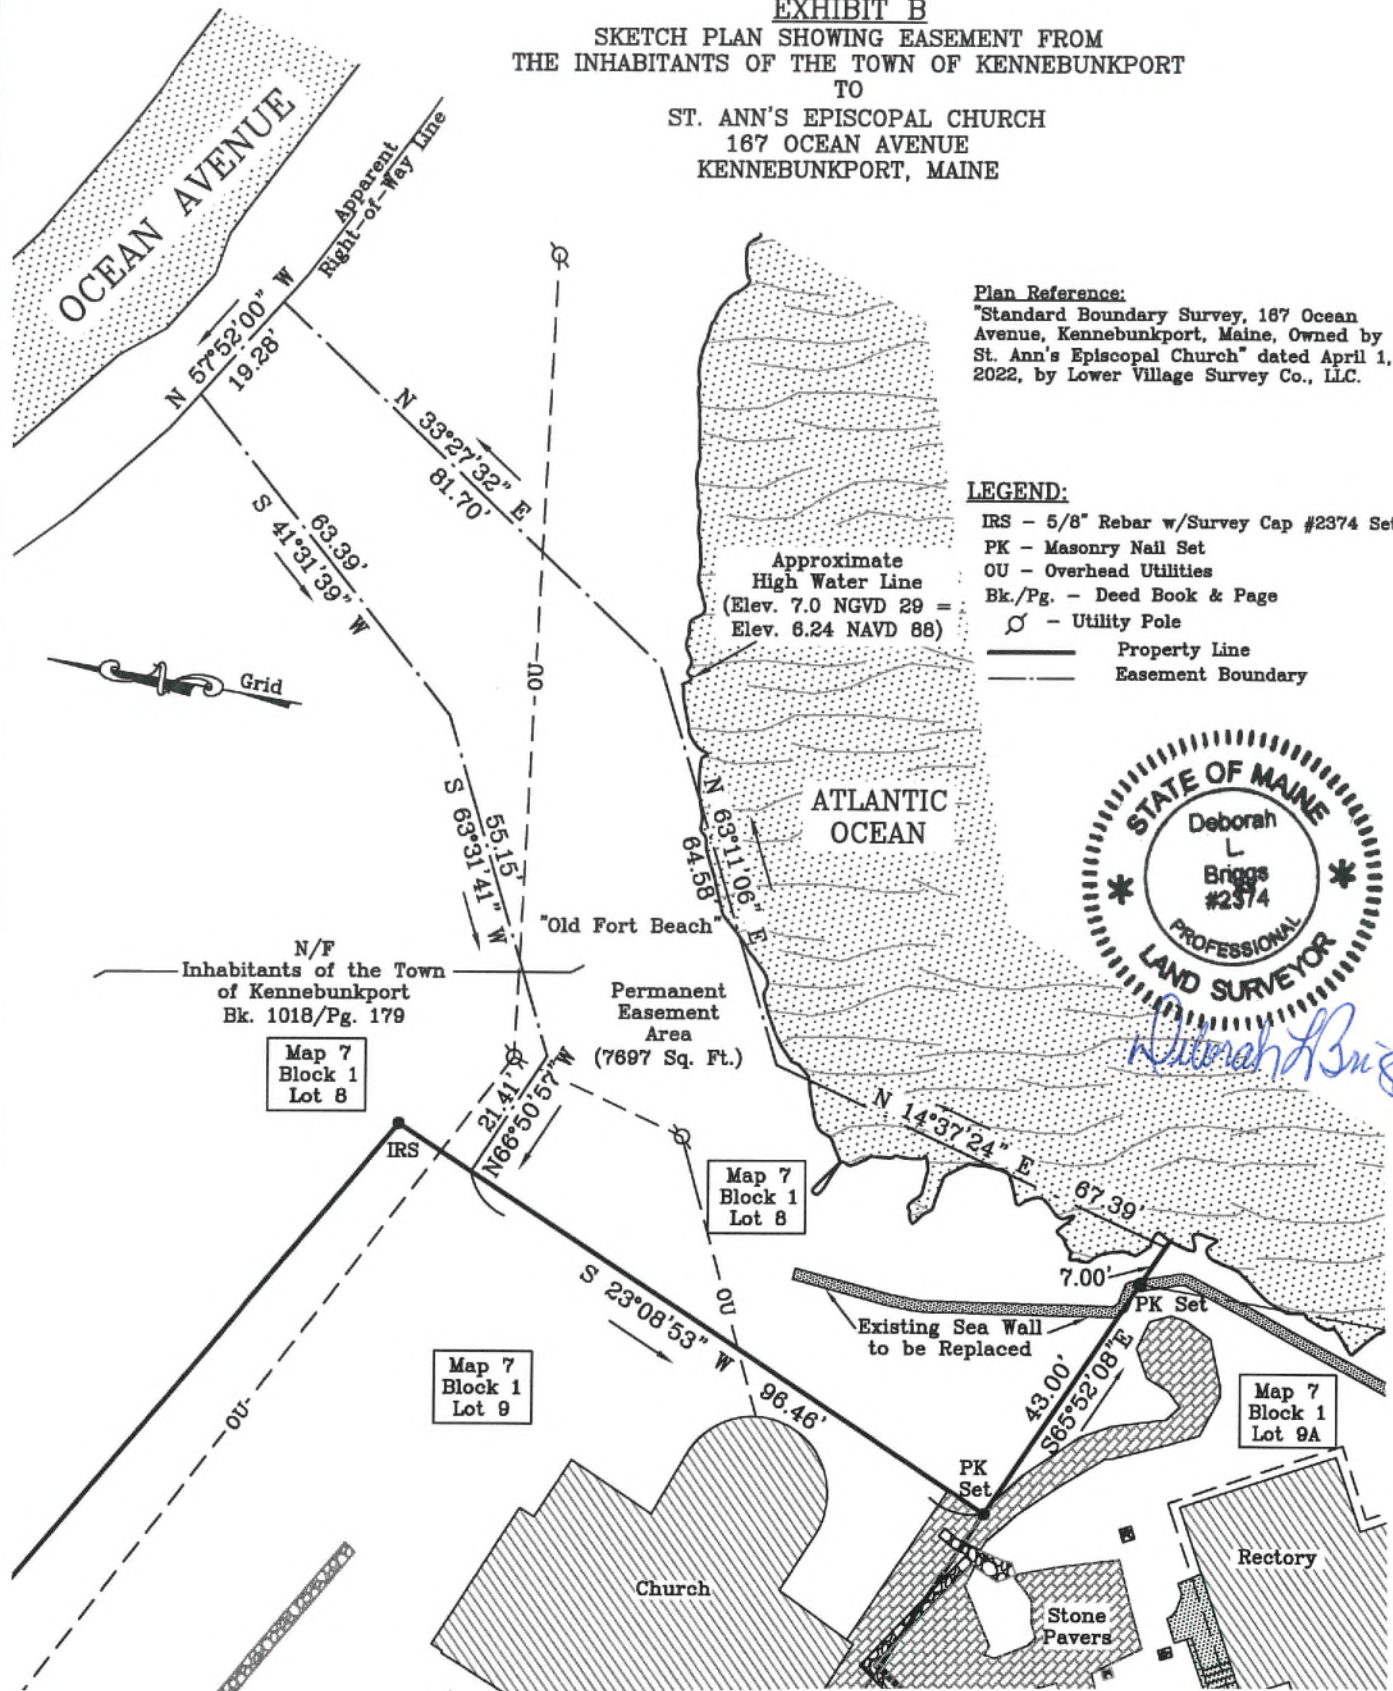 EXHIBIT B
SKETCH PLAN SHOWING EASEMENT FROM
THE INHABITANTS OF THE TOWN OF KENNEBUNKPORT
TO
ST. ANN'S EPISCOPAL CHURCH
167 OCEAN AVENUE
KENNEBUNKPORT, MAINE
OCEAN AVENUE
Apparent
Right-of-Way Line
N 57°52'00" W
19.28'
N 33°27'32" E
81.70'
63.39'
S 41°31'39" W
Plan Reference:
"Standard Boundary Survey, 167 Ocean
Avenue, Kennebunkport, Maine, Owned by
St. Ann's Episcopal Church" dated April 1,
2022, by Lower Village Survey Co., LLC.
LEGEND:
IRS - 5/8" Rebar w/Survey Cap #2374 Set
PK - Masonry Nail Set
OU - Overhead Utilities
Bk./Pg. - Deed Book & Page
- Utility Pole
Property Line
Easement Boundary
Approximate
High Water Line
(Elev. 7.0 NGVD 29 =
Elev. 6.24 NAVD 88)
Grid
OU
55.15'
S 63°31'41" W
N 63°11'06" E
64.58'
ATLANTIC
OCEAN
STATE OF MAINE
Deborah
L.
Briggs
#2374
PROFESSIONAL
LAND SURVEYOR
Deborah L Brig
"Old Fort Beach"
N/F
Inhabitants of the Town
of Kennebunkport
Bk. 1018/Pg. 179
Permanent
Easement
Area
(7697 Sq. Ft.)
Map 7
Block 1
Lot 8
IRS
21.41'
N66°50'57"W
N 14°37'24" E
67.39'
Map 7
Block 1
Lot 8
7.00'
PK Set
Existing Sea Wall
to be Replaced
S 23°08'53" W
96.46'
OU
43.00'
S65°52'08"E
Map 7
Block 1
Lot 9
OU
Map 7
Block 1
Lot 9A
PK
Set
Church
Stone
Pavers
Rectory